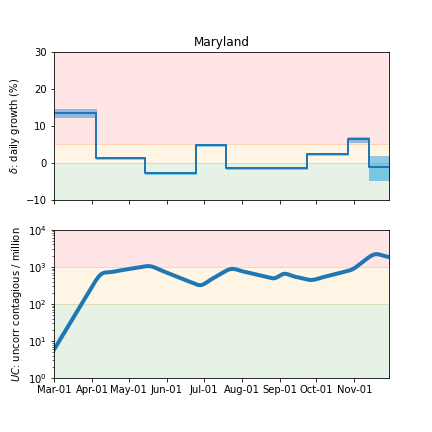 Maryland
30
20
10
0
−10
δ: daily growth (%)
10⁴
10³
10²
10¹
10⁰
UC: uncorr contagious / million
Mar-01 Apr-01 May-01 Jun-01 Jul-01 Aug-01 Sep-01 Oct-01 Nov-01